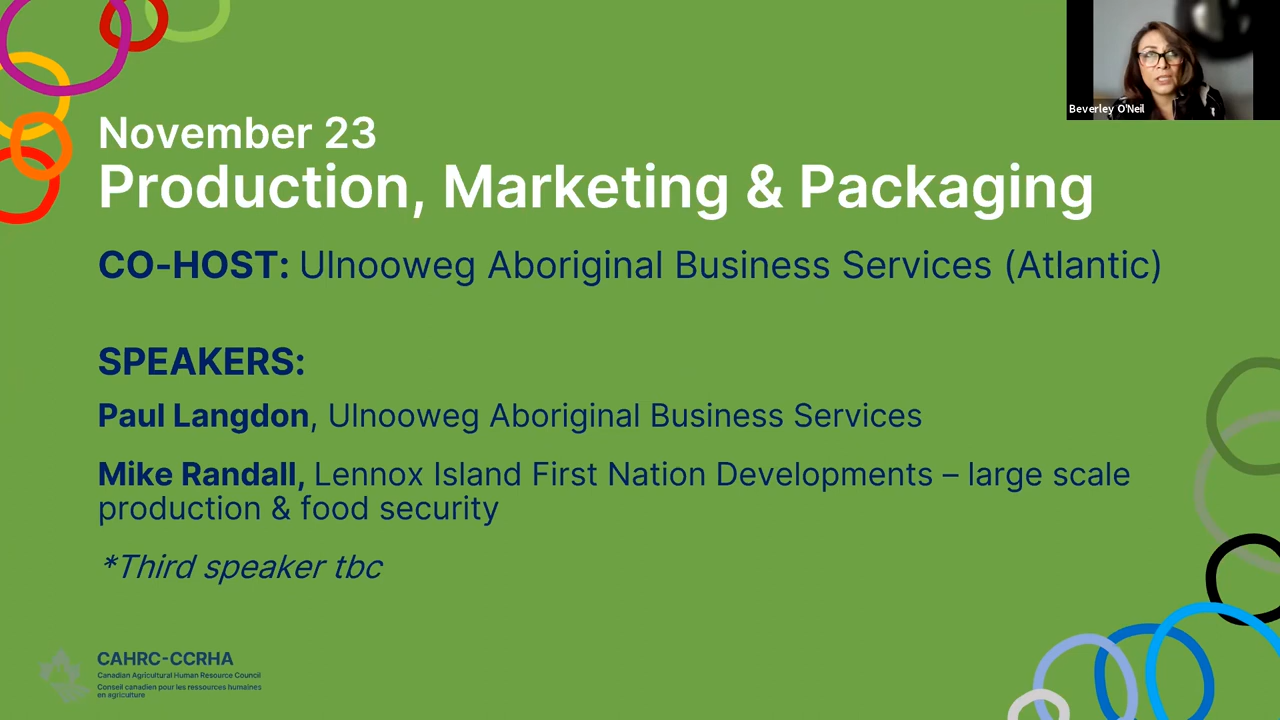 Beverley O'Neil
November 23
Production, Marketing & Packaging
CO-HOST: Ulnooweg Aboriginal Business Services (Atlantic)
SPEAKERS:
Paul Langdon, Ulnooweg Aboriginal Business Services
Mike Randall, Lennox Island First Nation Developments – large scale
production & food security
*Third speaker tbc
CAHRC-CCRHA
Canadian Agricultural Human Resource Council
Conseil canadien pour les ressources humaines
en agriculture